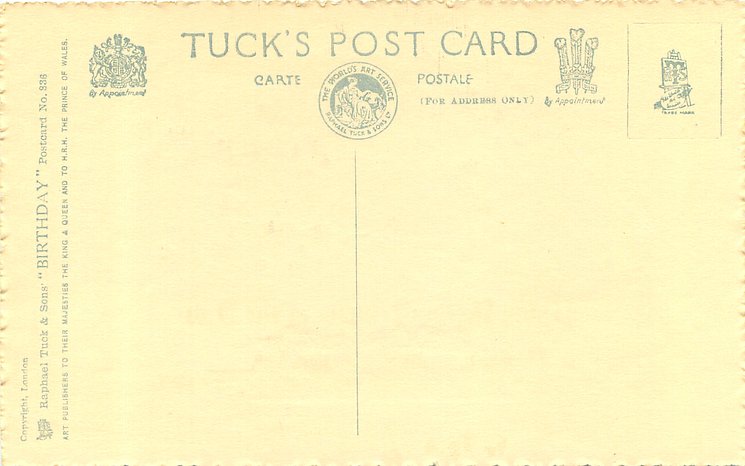 TUCK'S POST CARD
CARTE POSTALE
(FOR ADDRESS ONLY)
By Appointment
THE WORLD'S ART SERVICE
RAPHAEL TUCK & SONS LD
By Appointment
TRADE MARK
Copyright, London
Raphael Tuck & Sons' "BIRTHDAY" Postcard No. 836
ART PUBLISHERS TO THEIR MAJESTIES THE KING & QUEEN AND TO H.R.H. THE PRINCE OF WALES.